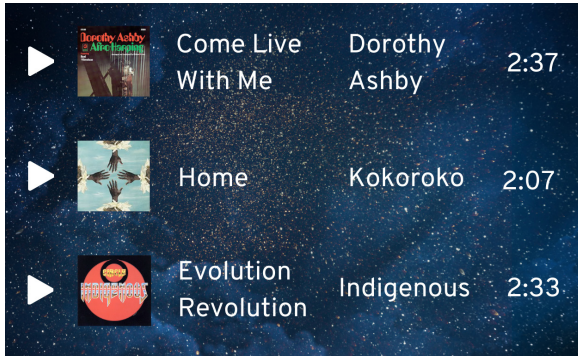 Dorothy Ashby
Afro-Harping
Come Live
With Me
Dorothy
Ashby
2:37
Home
Kokoroko
2:07
INDIGENOUS
Evolution
Revolution
Indigenous
2:33